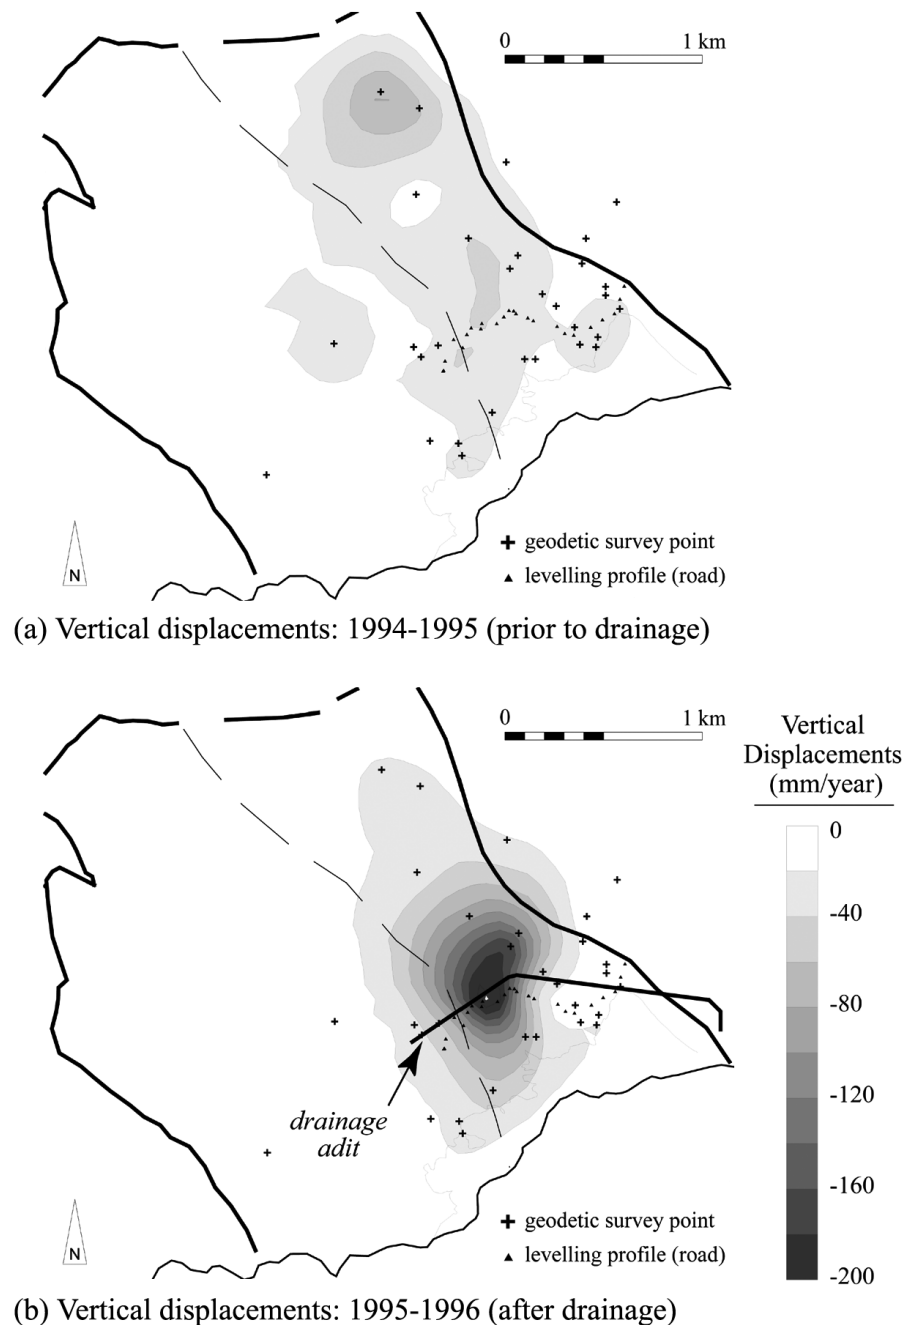 0 1 km
N
geodetic survey point
levelling profile (road)
(a) Vertical displacements: 1994-1995 (prior to drainage)
0 1 km
Vertical
Displacements
(mm/year)
0
-40
-80
-120
-160
-200
drainage
adit
N
geodetic survey point
levelling profile (road)
(b) Vertical displacements: 1995-1996 (after drainage)